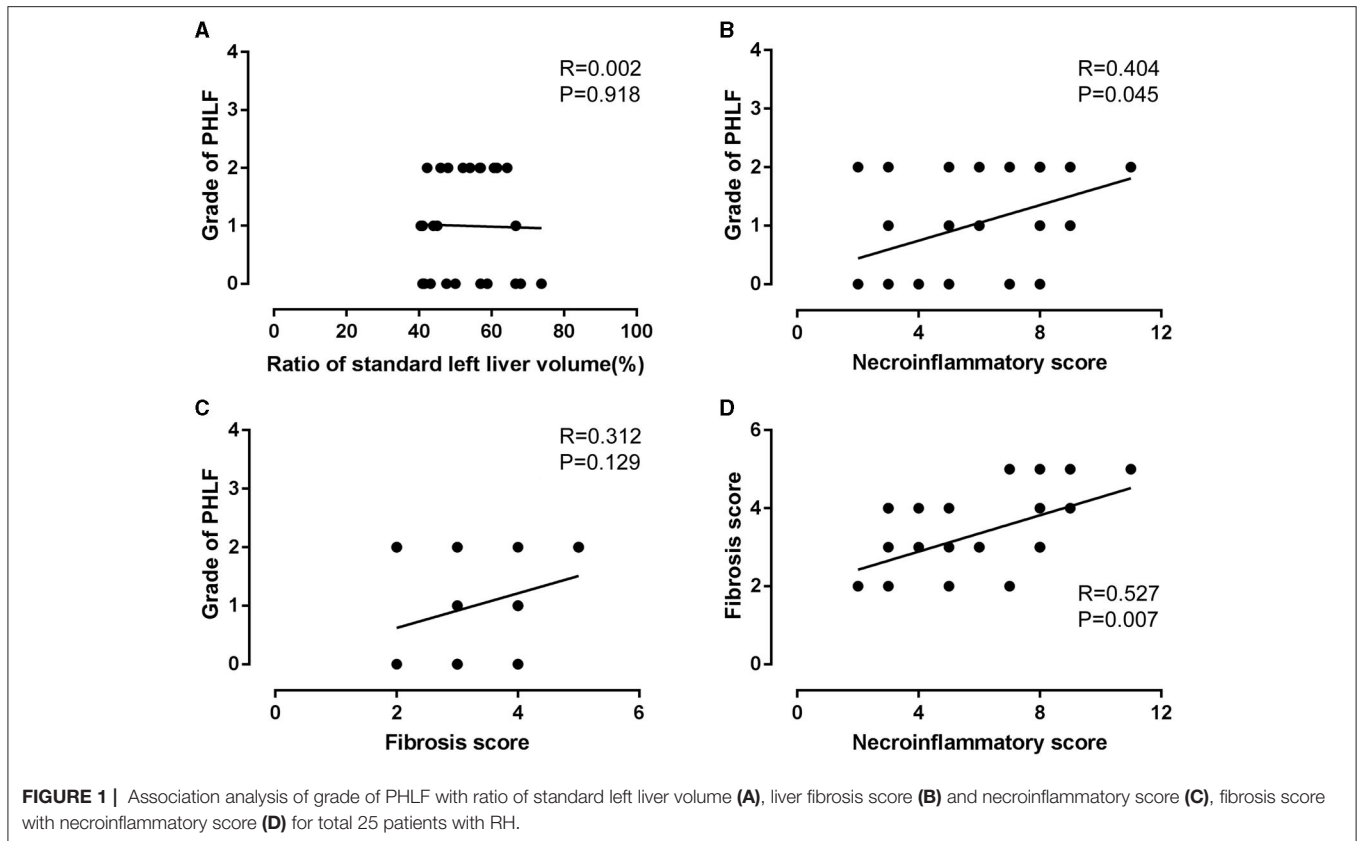 A
4
3
2
1
0
Grade of PHLF
R=0.002
P=0.918
0 20 40 60 80 100
Ratio of standard left liver volume(%)
B
4
3
2
1
0
Grade of PHLF
R=0.404
P=0.045
0 4 8 12
Necroinflammatory score
C
4
3
2
1
0
Grade of PHLF
R=0.312
P=0.129
0 2 4 6
Fibrosis score
D
6
4
2
0
Fibrosis score
R=0.527
P=0.007
0 4 8 12
Necroinflammatory score
FIGURE 1 | Association analysis of grade of PHLF with ratio of standard left liver volume (A), liver fibrosis score (B) and necroinflammatory score (C), fibrosis score
with necroinflammatory score (D) for total 25 patients with RH.